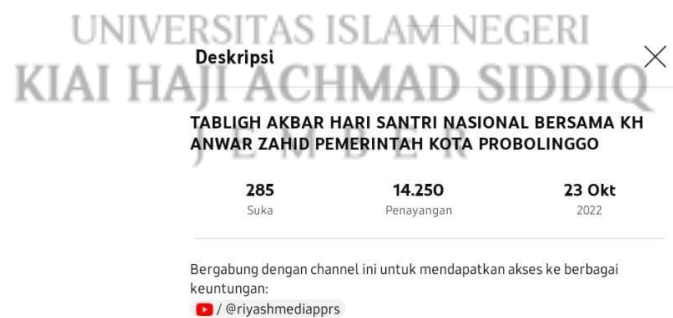 UNIVERSITAS ISLAM NEGERI
Deskripsi
KIAI HAJI ACHMAD SIDDIQ
TABLIGH AKBAR HARI SANTRI NASIONAL BERSAMA KH
ANWAR ZAHID PEMERINTAH KOTA PROBOLINGGO
JEMBER
285 14.250 23 Okt
Suka Penayangan 2022
Bergabung dengan channel ini untuk mendapatkan akses ke berbagai
keuntungan:
/ @riyashmediapprs